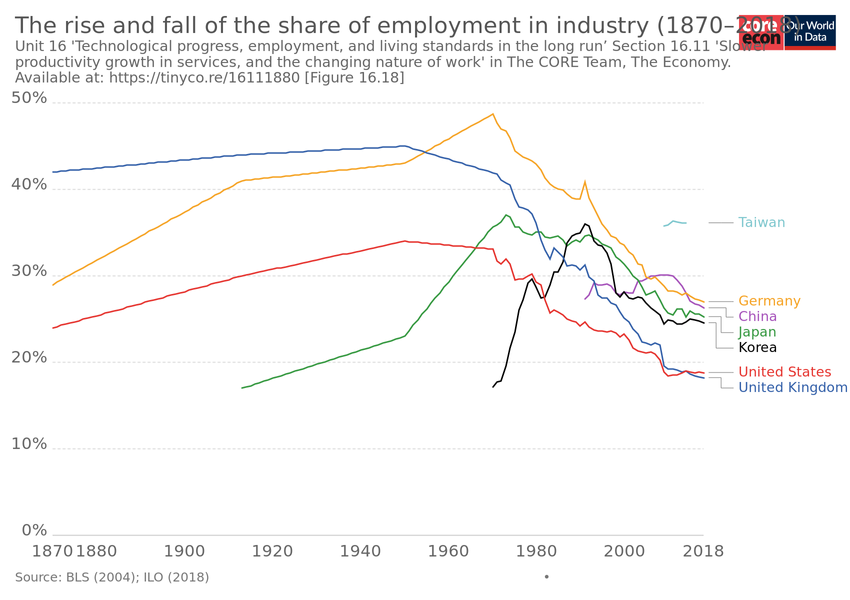 The rise and fall of the share of employment in industry (1870–2018)
core
econ
Our World
in Data
Unit 16 'Technological progress, employment, and living standards in the long run’ Section 16.11 'Slower
productivity growth in services, and the changing nature of work' in The CORE Team, The Economy.
Available at: https://tinyco.re/16111880 [Figure 16.18]
50%
40%
30%
20%
10%
0%
Taiwan
Germany
China
Japan
Korea
United States
United Kingdom
1870 1880 1900 1920 1940 1960 1980 2000 2018
Source: BLS (2004); ILO (2018)